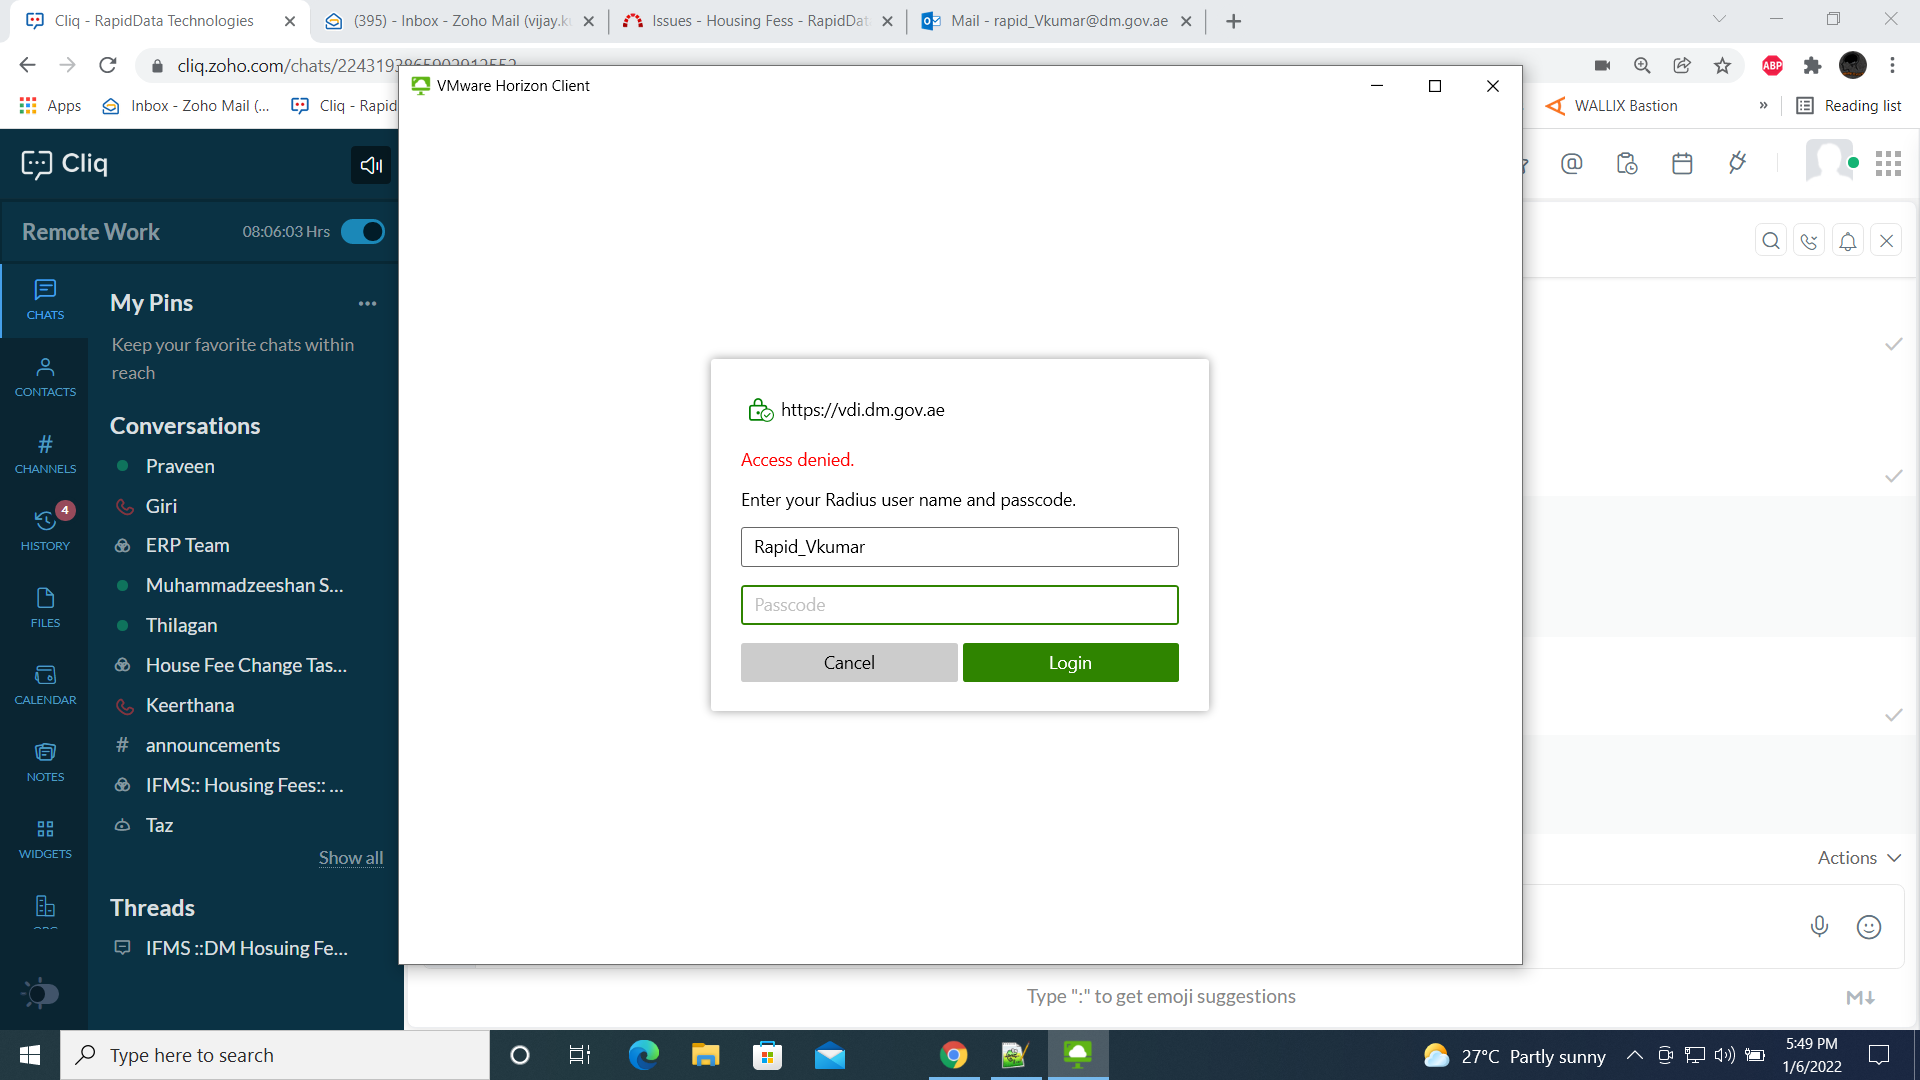 Cliq - RapidData Technologies
(395) - Inbox - Zoho Mail (vijay.k
Issues - Housing Fess - RapidDat
Mail - rapid_Vkumar@dm.gov.ae
cliq.zoho.com/chats/2243193865902912552
ABP
Apps
Inbox - Zoho Mail (...
Cliq - Rapid
WALLIX Bastion
»
Reading list
VMware Horizon Client
Cliq
Remote Work
08:06:03 Hrs
CHATS
CONTACTS
CHANNELS
4
HISTORY
FILES
CALENDAR
NOTES
WIDGETS
My Pins
Keep your favorite chats within
reach
Conversations
Praveen
Giri
ERP Team
Muhammadzeeshan S...
Thilagan
House Fee Change Tas...
Keerthana
# announcements
IFMS:: Housing Fees:: ...
Taz
Show all
Threads
IFMS ::DM Hosuing Fe...
https://vdi.dm.gov.ae
Access denied.
Enter your Radius user name and passcode.
Rapid_Vkumar
Passcode
Cancel
Login
Actions
Type ":" to get emoji suggestions
M↓
Type here to search
27°C Partly sunny
5:49 PM
1/6/2022